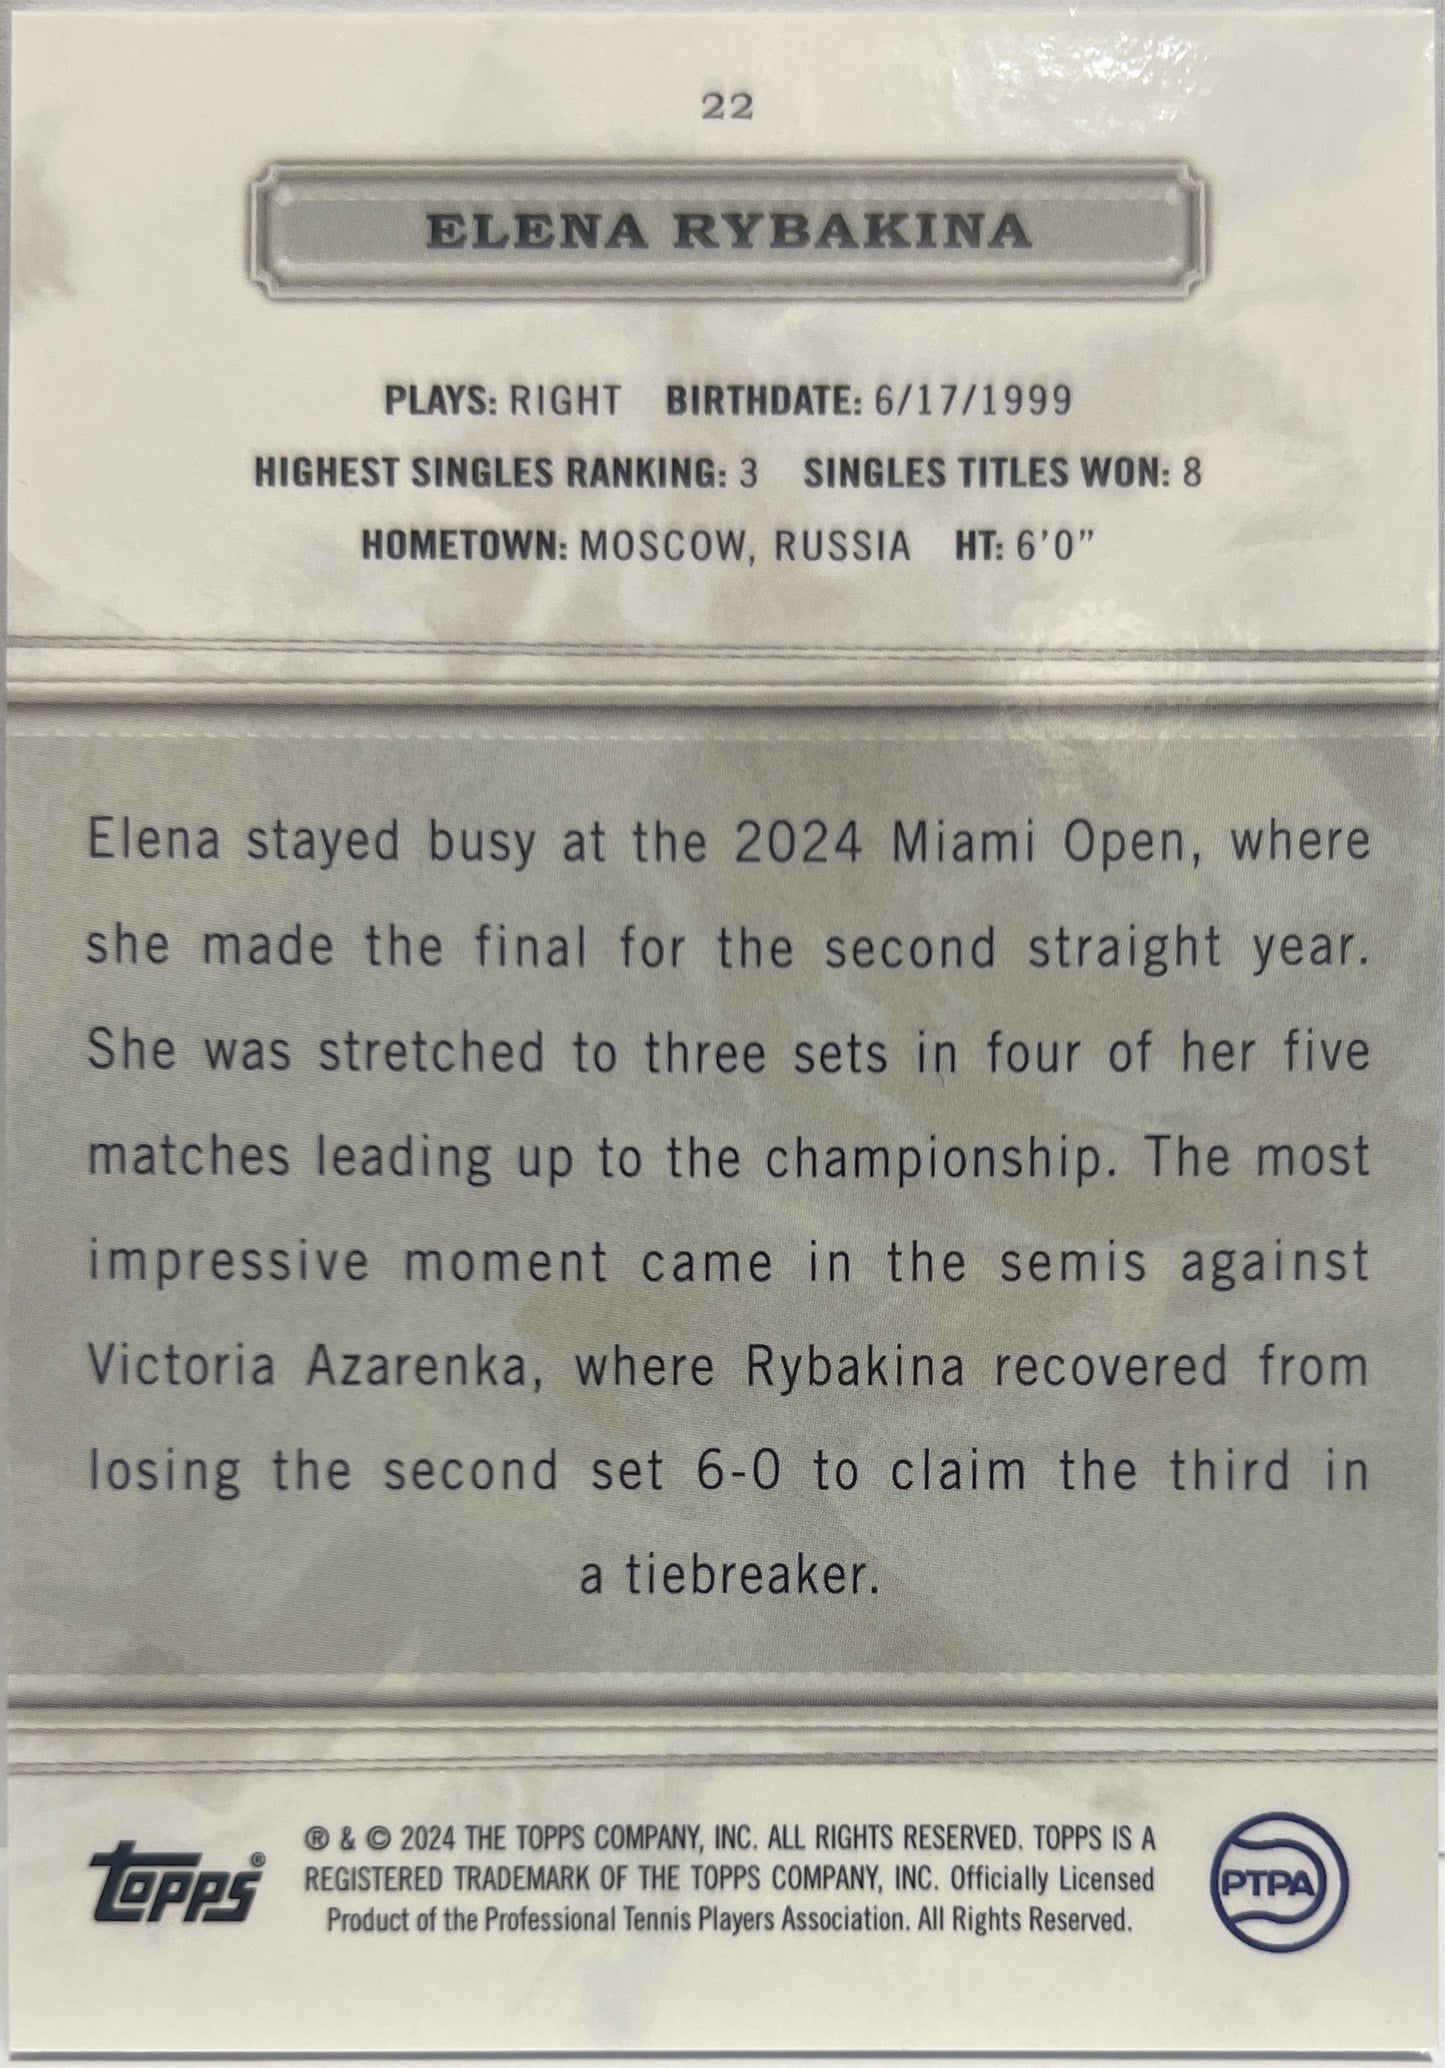 22
ELENA RYBAKINA
PLAYS: RIGHT BIRTHDATE: 6/17/1999
HIGHEST SINGLES RANKING: 3 SINGLES TITLES WON: 8
HOMETOWN: MOSCOW, RUSSIA HT: 6'0"
Elena stayed busy at the 2024 Miami Open, where
she made the final for the second straight year.
She was stretched to three sets in four of her five
matches leading up to the championship. The most
impressive moment came in the semis against
Victoria Azarenka, where Rybakina recovered from
losing the second set 6-0 to claim the third in
a tiebreaker.
® & © 2024 THE TOPPS COMPANY, INC. ALL RIGHTS RESERVED. TOPPS IS A
REGISTERED TRADEMARK OF THE TOPPS COMPANY, INC. Officially Licensed
Product of the Professional Tennis Players Association. All Rights Reserved.
TOPPS®
PTPA